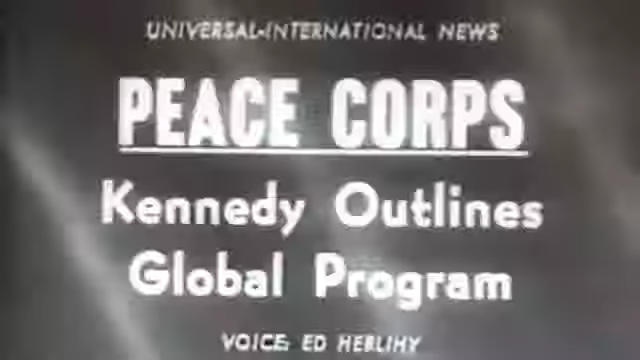 UNIVERSAL-INTERNATIONAL NEWS
PEACE CORPS
Kennedy Outlines
Global Program
VOICE: ED HERLIHY